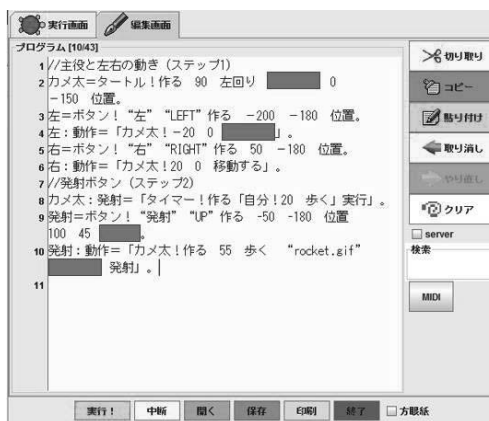 実行画面 編集画面
プログラム [10/43]
1 //主役と左右の動き（ステップ1）
2 カメ太＝タートル！作る 90 左回り 0
－150 位置。
3 左＝ボタン！“左” “LEFT”作る －200 －180 位置。
4 左：動作＝「カメ太！－20 0 」。
5 右＝ボタン！“右” “RIGHT”作る 50 －180 位置。
6 右：動作＝「カメ太！20 0 移動する」。
7 //発射ボタン（ステップ2）
8 カメ太：発射＝「タイマー！作る「自分！20 歩く」実行」。
9 発射＝ボタン！“発射” “UP”作る -50 -180 位置
100 45 。
10 発射：動作＝「カメ太！作る 55 歩く “rocket.gif”
発射」。
11
切り取り
コピー
貼り付け
取り消し
やり直し
クリア
server
検索
MIDI
実行！ 中断 開く 保存 印刷 終了 方眼紙